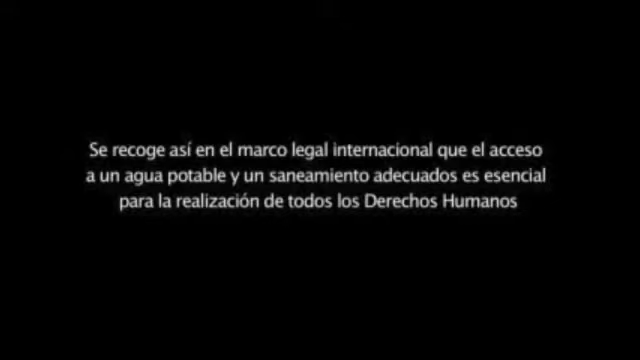 Se recoge así en el marco legal internacional que el acceso
a un agua potable y un saneamiento adecuados es esencial
para la realización de todos los Derechos Humanos